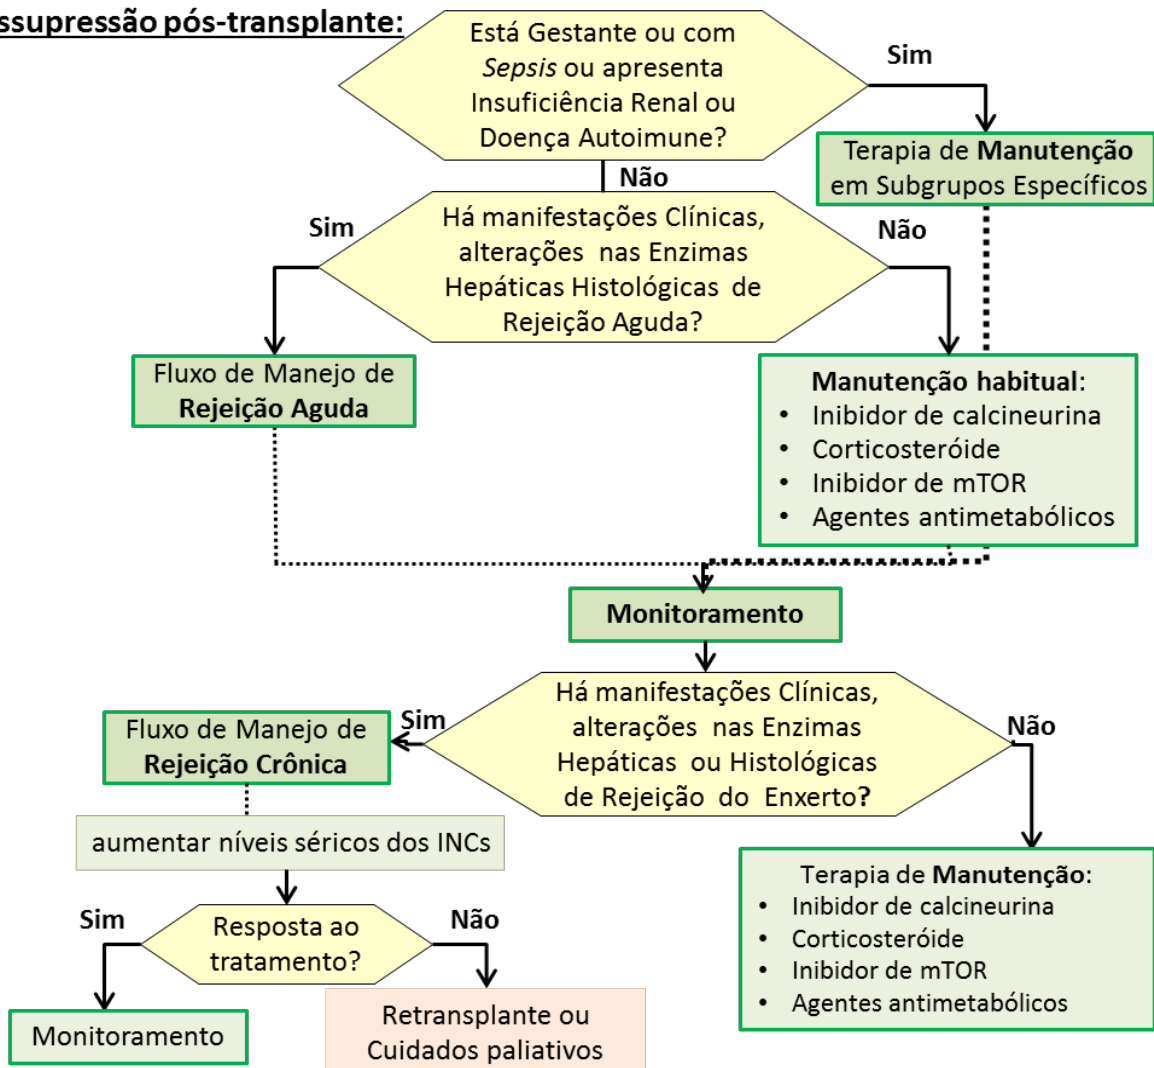 ssupressão pós-transplante:
Está Gestante ou com
Sepsis ou apresenta
Insuficiência Renal ou
Doença Autoimune?
Sim
Terapia de Manutenção
em Subgrupos Específicos
Não
Há manifestações Clínicas,
alterações nas Enzimas
Hepáticas Histológicas de
Rejeição Aguda?
Sim
Não
Fluxo de Manejo de
Rejeição Aguda
Manutenção habitual:
• Inibidor de calcineurina
• Corticosteróide
• Inibidor de mTOR
• Agentes antimetabólicos
Monitoramento
Há manifestações Clínicas,
alterações nas Enzimas
Hepáticas ou Histológicas
de Rejeição do Enxerto?
Sim
Não
Fluxo de Manejo de
Rejeição Crônica
aumentar níveis séricos dos INCs
Resposta ao
tratamento?
Sim
Não
Monitoramento
Retransplante ou
Cuidados paliativos
Terapia de Manutenção:
• Inibidor de calcineurina
• Corticosteróide
• Inibidor de mTOR
• Agentes antimetabólicos